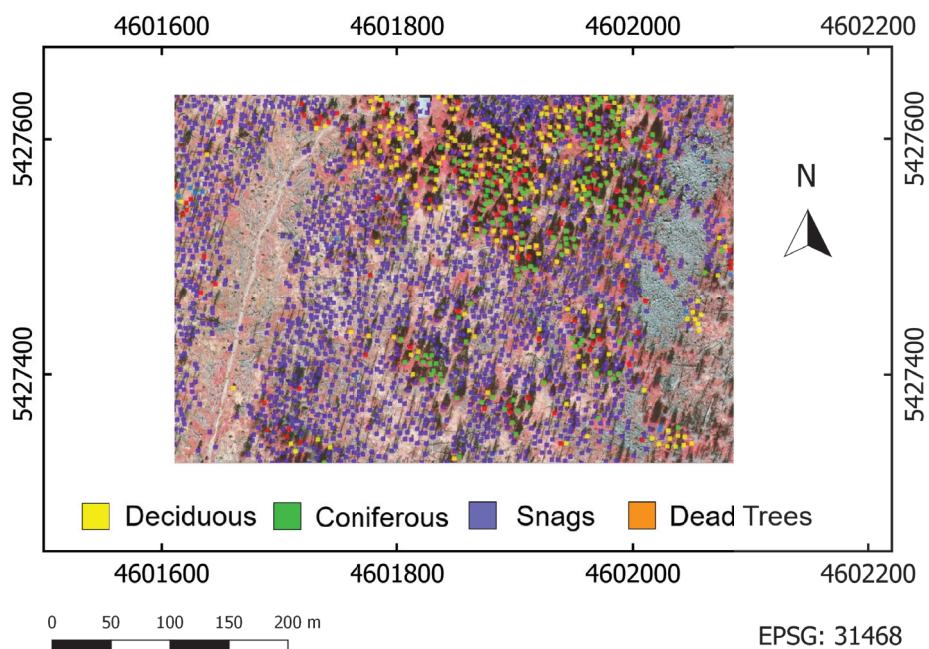 4601600 4601800 4602000 4602200
5427600 5427600
N
5427400 5427400
Deciduous Coniferous Snags Dead Trees
4601600 4601800 4602000 4602200
0 50 100 150 200 m
EPSG: 31468